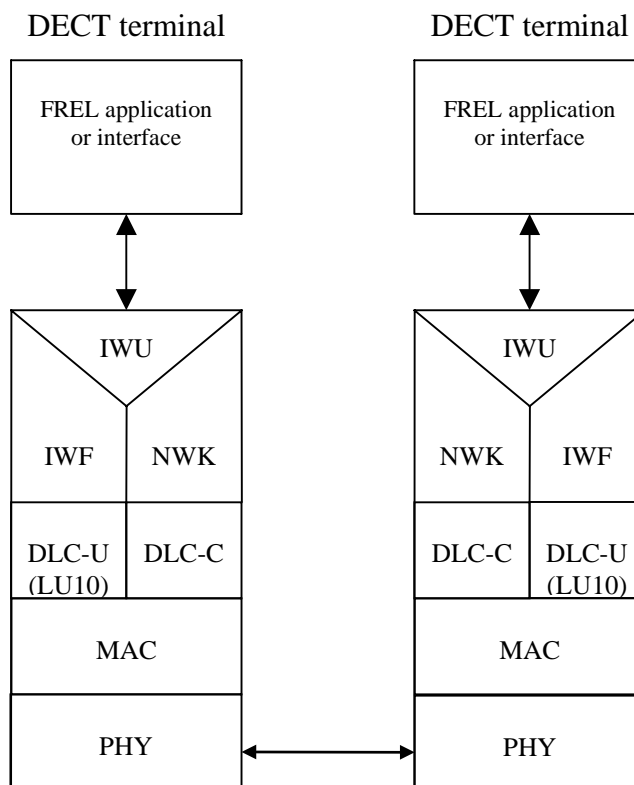 DECT terminal
DECT terminal
FREL application
or interface
FREL application
or interface
IWU
IWU
IWF
NWK
NWK
IWF
DLC-U
(LU10)
DLC-C
DLC-C
DLC-U
(LU10)
MAC
MAC
PHY
PHY